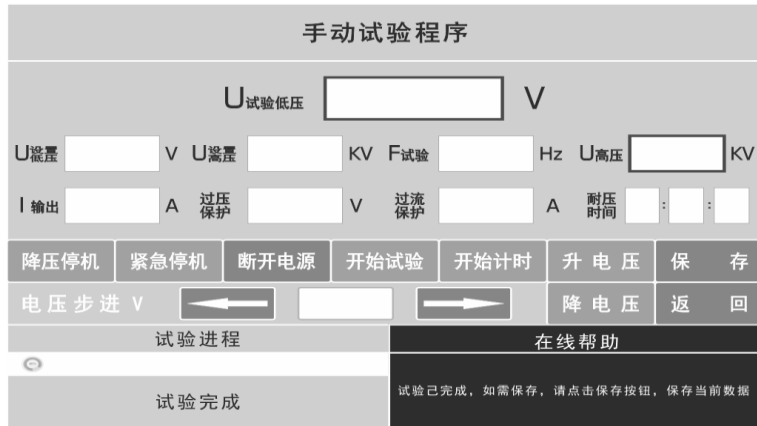 手动试验程序
U试验低压 V
U V U KV F试验 Hz U高压 KV
I 输出 A 过压保护 V 过流保护 A 耐压时间 : :
降压停机 紧急停机 断开电源 开始试验 开始计时 升电压 保存
电压步进 V 降电压 返回
试验进程 在线帮助
试验完成
试验已完成，如需保存，请点击保存按钮，保存当前数据